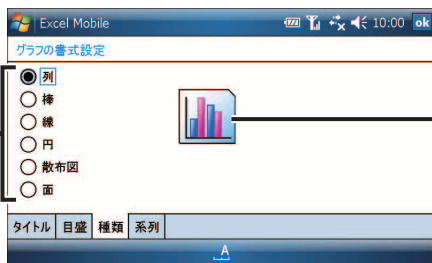 Excel Mobile 10:00 ok
グラフの書式設定
列
棒
線
円
散布図
面
タイトル 目盛 種類 系列
A